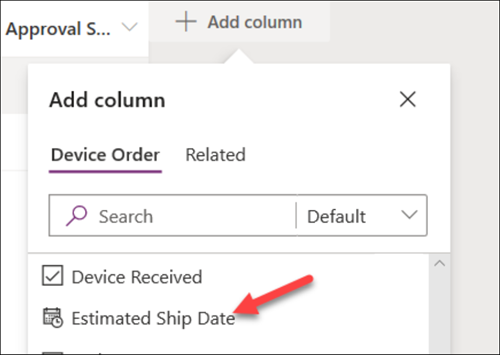 Approval S...
Add column
Add column
Device Order Related
Search Default
Device Received
Estimated Ship Date